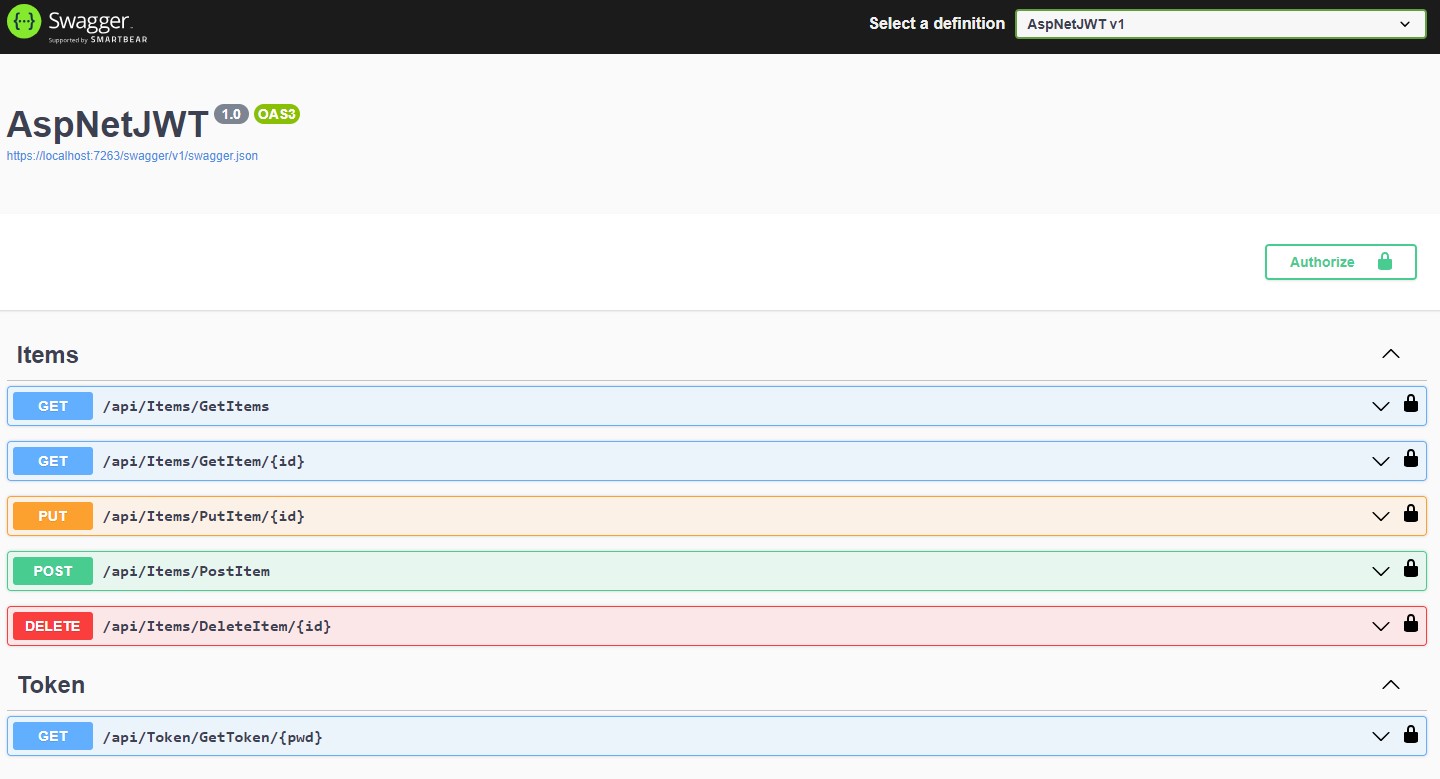 Swagger.
Supported by SMARTBEAR
Select a definition
AspNetJWT v1
AspNetJWT 1.0 OAS3
https://localhost:7263/swagger/v1/swagger.json
Authorize
Items
GET /api/Items/GetItems
GET /api/Items/GetItem/{id}
PUT /api/Items/PutItem/{id}
POST /api/Items/PostItem
DELETE /api/Items/DeleteItem/{id}
Token
GET /api/Token/GetToken/{pwd}